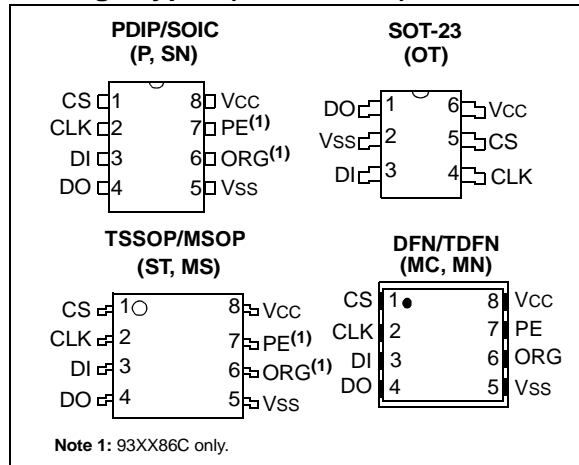 PDIP/SOIC
(P, SN)
CS 1 8 VCC
CLK 2 7 PE(1)
DI 3 6 ORG(1)
DO 4 5 VSS
SOT-23
(OT)
DO 1 6 VCC
VSS 2 5 CS
DI 3 4 CLK
TSSOP/MSOP
(ST, MS)
CS 1 8 VCC
CLK 2 7 PE(1)
DI 3 6 ORG(1)
DO 4 5 VSS
DFN/TDFN
(MC, MN)
CS 1 8 VCC
CLK 2 7 PE
DI 3 6 ORG
DO 4 5 VSS
Note 1: 93XX86C only.